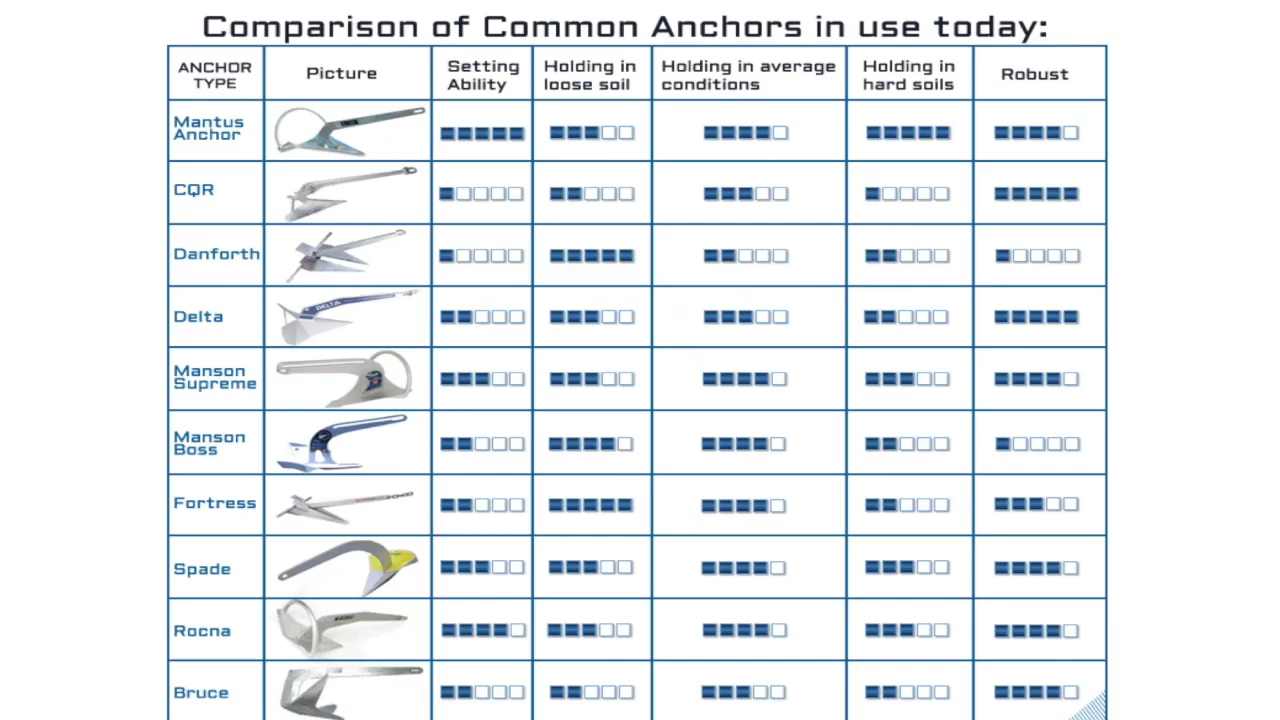 Comparison of Common Anchors in use today:
ANCHOR
TYPE
Picture
Setting
Ability
Holding in
loose soil
Holding in average
conditions
Holding in
hard soils
Robust
Mantus
Anchor
CQR
Danforth
Delta
DELTA
Manson
Supreme
Manson
Boss
Fortress
Spade
Rocna
Bruce